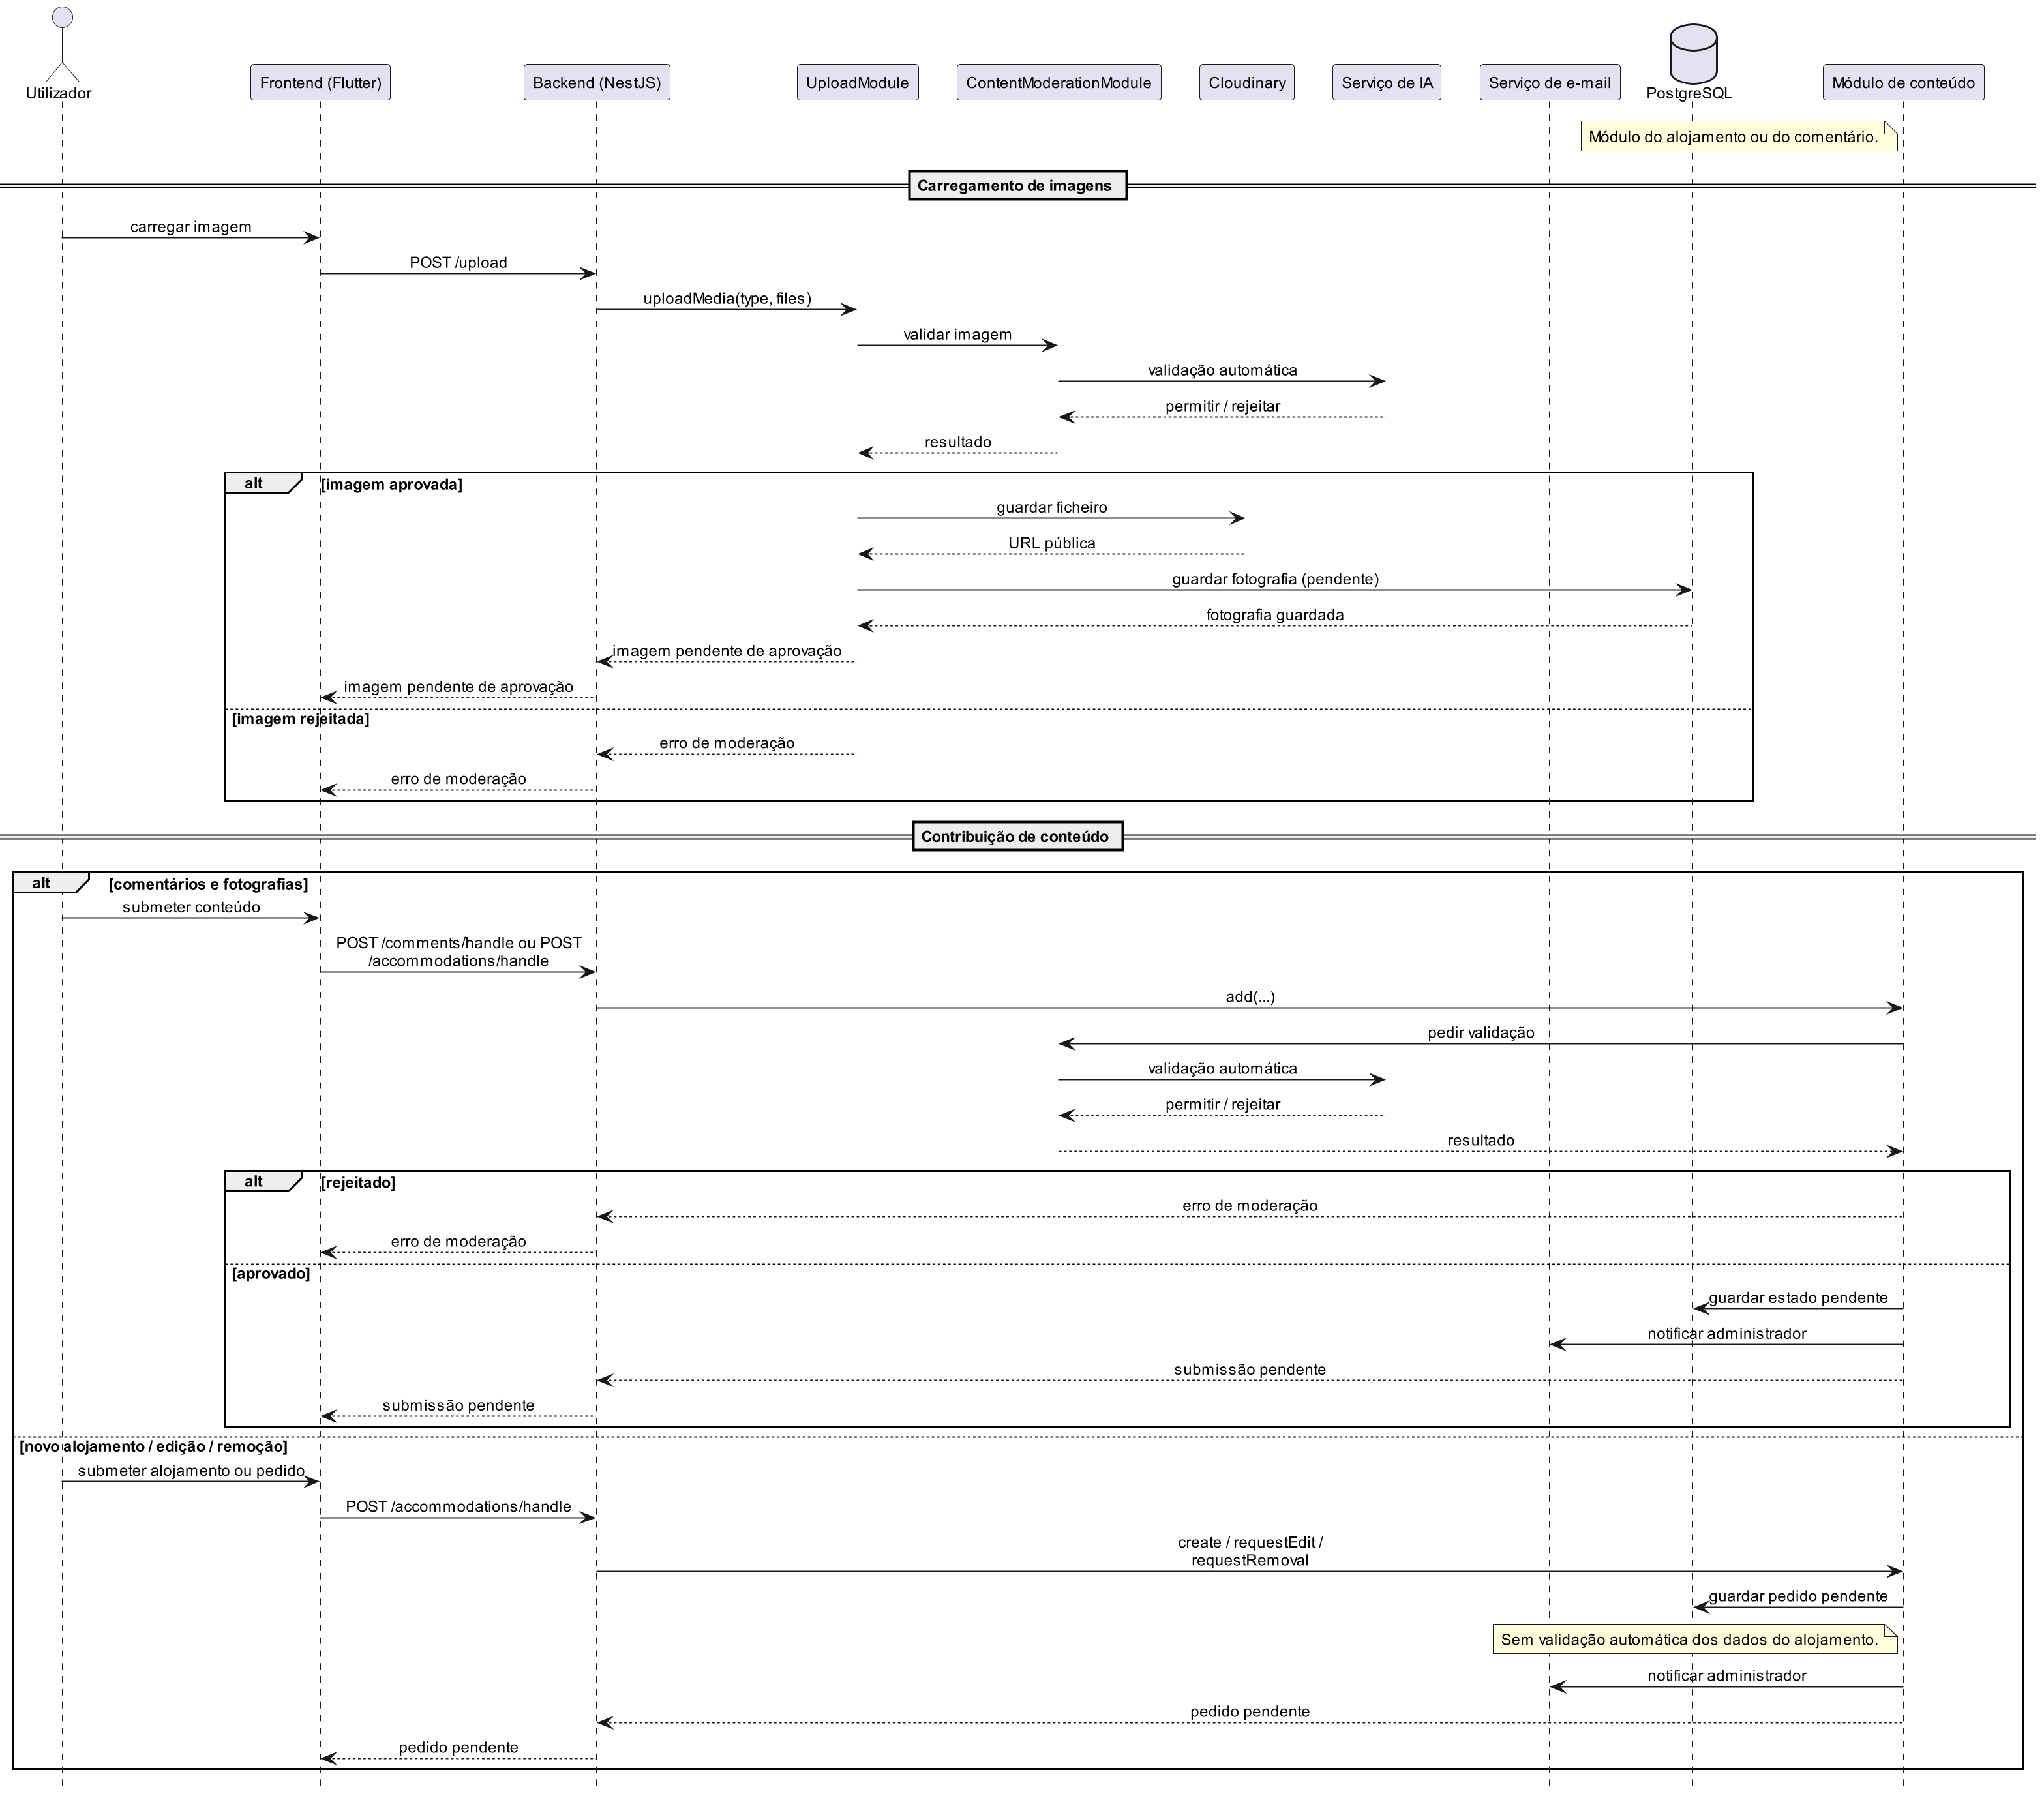 Utilizador
Frontend (Flutter)
Backend (NestJS)
UploadModule
ContentModerationModule
Cloudinary
Serviço de IA
Serviço de e-mail
PostgreSQL
Módulo de conteúdo
Módulo do alojamento ou do comentário.
Carregamento de imagens
carregar imagem
POST /upload
uploadMedia(type, files)
validar imagem
validação automática
permitir / rejeitar
resultado
alt
[imagem aprovada]
guardar ficheiro
URL pública
guardar fotografia (pendente)
fotografia guardada
imagem pendente de aprovação
imagem pendente de aprovação
[imagem rejeitada]
erro de moderação
erro de moderação
Contribuição de conteúdo
alt
[comentários e fotografias]
submeter conteúdo
POST /comments/handle ou POST
/accommodations/handle
add(...)
pedir validação
validação automática
permitir / rejeitar
resultado
alt
[rejeitado]
erro de moderação
erro de moderação
[aprovado]
guardar estado pendente
notificar administrador
submissão pendente
submissão pendente
[novo alojamento / edição / remoção]
submeter alojamento ou pedido
POST /accommodations/handle
create / requestEdit /
requestRemoval
guardar pedido pendente
Sem validação automática dos dados do alojamento.
notificar administrador
pedido pendente
pedido pendente